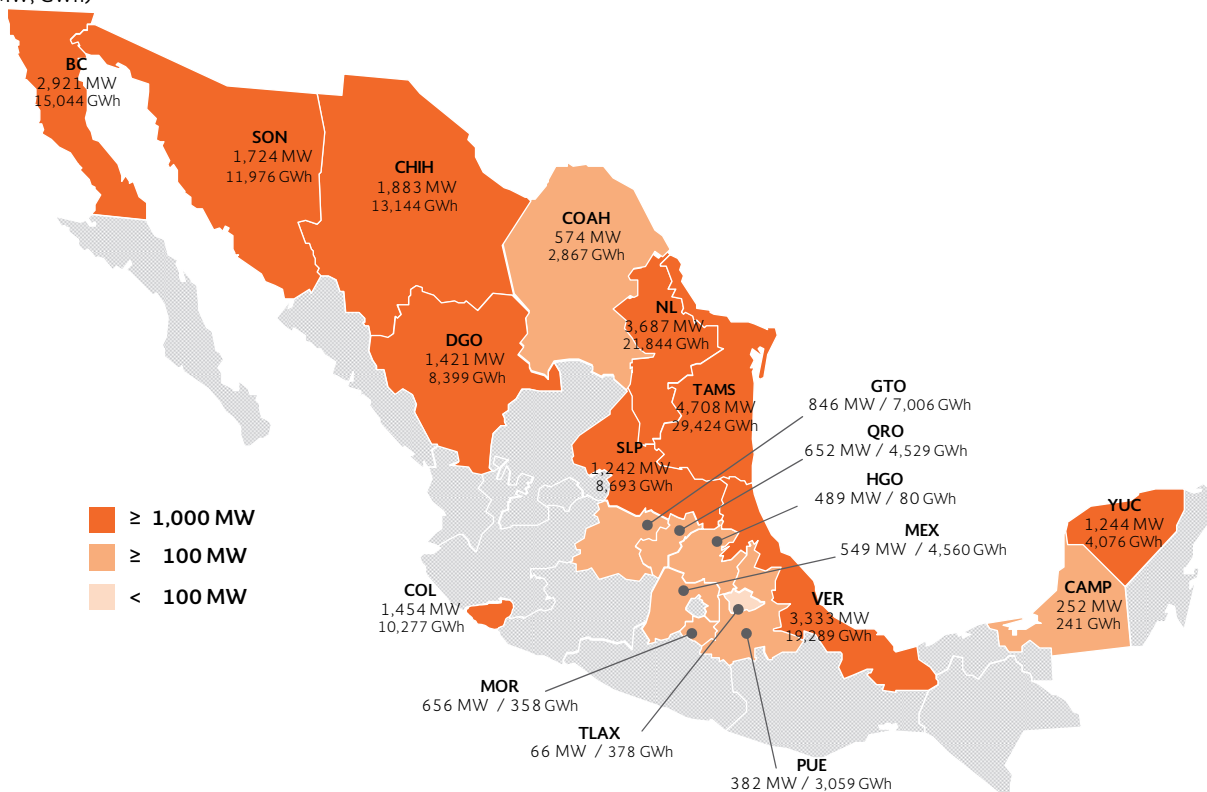 BC
2,921 MW
15,044 GWh
SON
1,724 MW
11,976 GWh
CHIH
1,883 MW
13,144 GWh
COAH
574 MW
2,867 GWh
NL
3,687 MW
21,844 GWh
DGO
1,421 MW
8,399 GWh
TAMS
4,708 MW
29,424 GWh
GTO
846 MW / 7,006 GWh
QRO
652 MW / 4,529 GWh
SLP
1,242 MW
8,693 GWh
HGO
489 MW / 80 GWh
MEX
549 MW / 4,560 GWh
YUC
1,244 MW
4,076 GWh
≥ 1,000 MW
≥ 100 MW
< 100 MW
COL
1,454 MW
10,277 GWh
VER
3,333 MW
19,289 GWh
CAMP
252 MW
241 GWh
MOR
656 MW / 358 GWh
TLAX
66 MW / 378 GWh
PUE
382 MW / 3,059 GWh